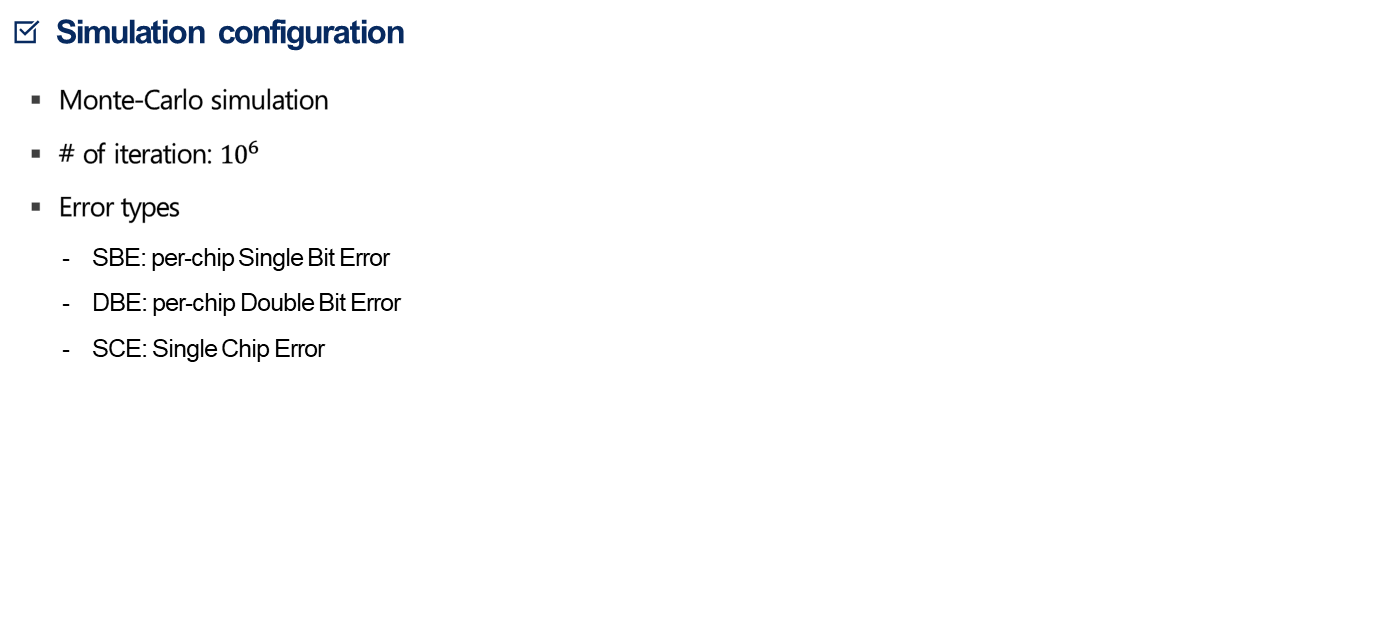 Simulation configuration
Monte-Carlo simulation
# of iteration: 10⁶
Error types
- SBE: per-chip Single Bit Error
- DBE: per-chip Double Bit Error
- SCE: Single Chip Error